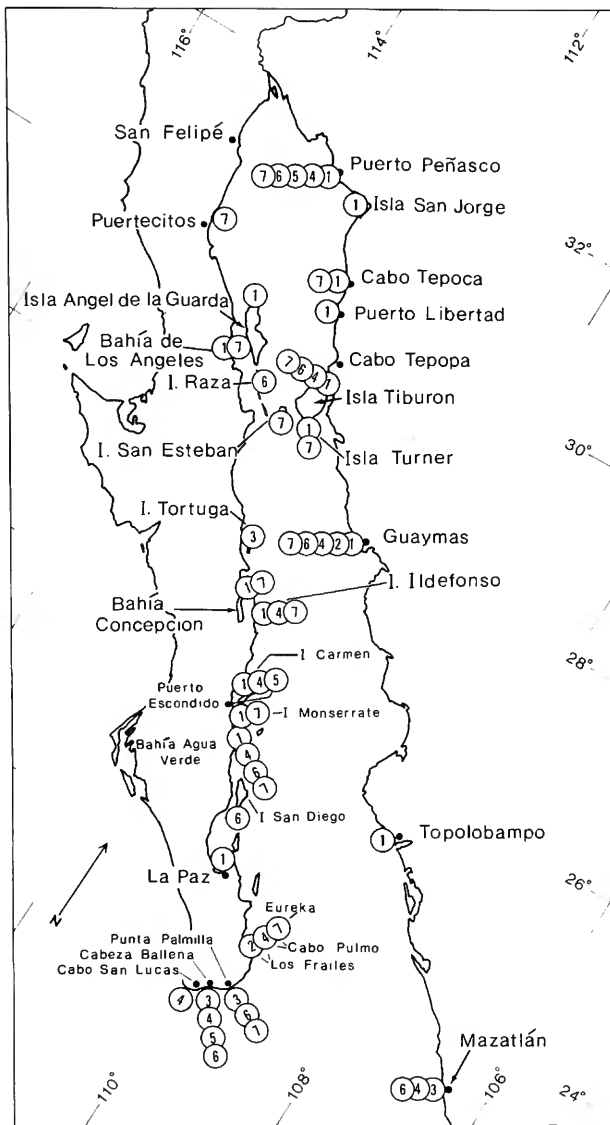 116°
114°
112°
San Felipé
Puerto Peñasco
7 6 5 4 1
1
Isla San Jorge
Puertecitos
7
32°
7 1
Cabo Tepoca
Isla Angel de la Guarda
1
1
Puerto Libertad
Bahía de
Los Angeles
1 7
Cabo Tepopa
7 6 4 1
I. Raza
6
Isla Tiburon
I. San Esteban
7
1
7
Isla Turner
30°
I. Tortuga
3
7 6 4 2 1
Guaymas
1 7
I. Ildefonso
Bahía
Concepcion
1 4 7
I Carmen
28°
Puerto
Escondido
1 4 5
1 7
I Monserrate
Bahía Agua
Verde
1
4
6
7
I San Diego
6
1
Topolobampo
1
La Paz
26°
N
Eureka
2 4 7
Punta Palmilla
Cabo Pulmo
Cabeza Ballena
Los Frailes
Cabo San Lucas
4
3
4
5
6
3
6
7
Mazatlán
6 4 3
110°
108°
106°
24°